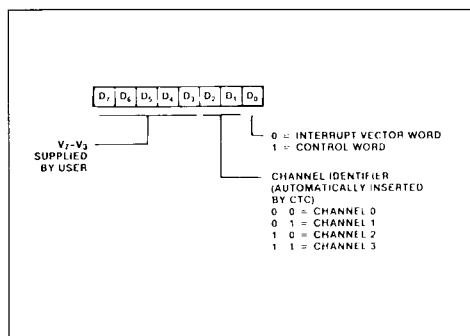 D₇ D₆ D₅ D₄ D₃ D₂ D₁ D₀
V₇-V₃
SUPPLIED
BY USER
0 = INTERRUPT VECTOR WORD
1 = CONTROL WORD
CHANNEL IDENTIFIER
(AUTOMATICALLY INSERTED
BY CTC)
0 0 = CHANNEL 0
0 1 = CHANNEL 1
1 0 = CHANNEL 2
1 1 = CHANNEL 3